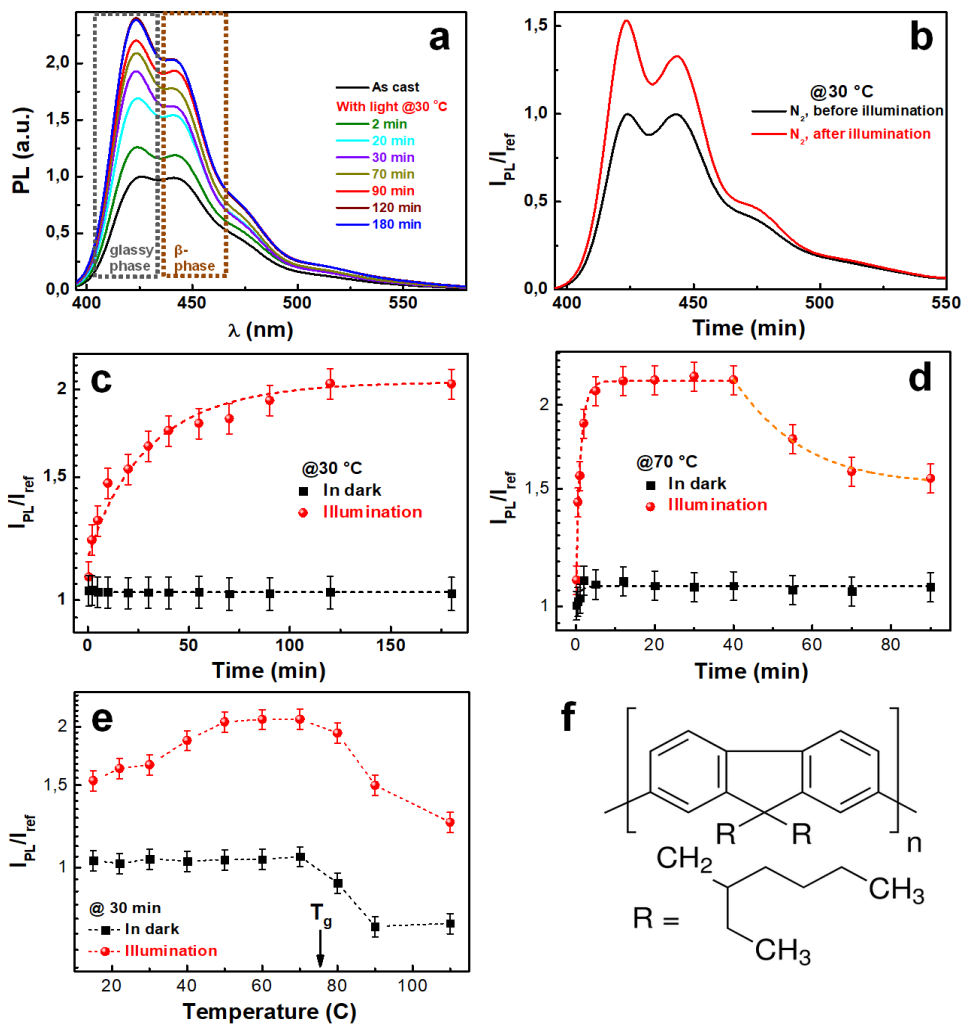 a
PL (a.u.)
2,0
1,5
1,0
0,5
0,0
As cast
With light @30 °C
2 min
20 min
30 min
70 min
90 min
120 min
180 min
glassy
phase
β-
phase
400
450
500
550
λ (nm)
b
I_PL/I_ref
1,5
1,0
0,5
0,0
@30 °C
N₂, before illumination
N₂, after illumination
400
450
500
550
Time (min)
c
I_PL/I_ref
2
1,5
1
@30 °C
In dark
Illumination
0
50
100
150
Time (min)
d
I_PL/I_ref
2
1,5
1
@70 °C
In dark
Illumination
0
20
40
60
80
Time (min)
e
I_PL/I_ref
2
1,5
1
@ 30 min
In dark
Illumination
T_g
20
40
60
80
100
Temperature (C)
f
R R
n
CH₂
CH₃
R =
CH₃